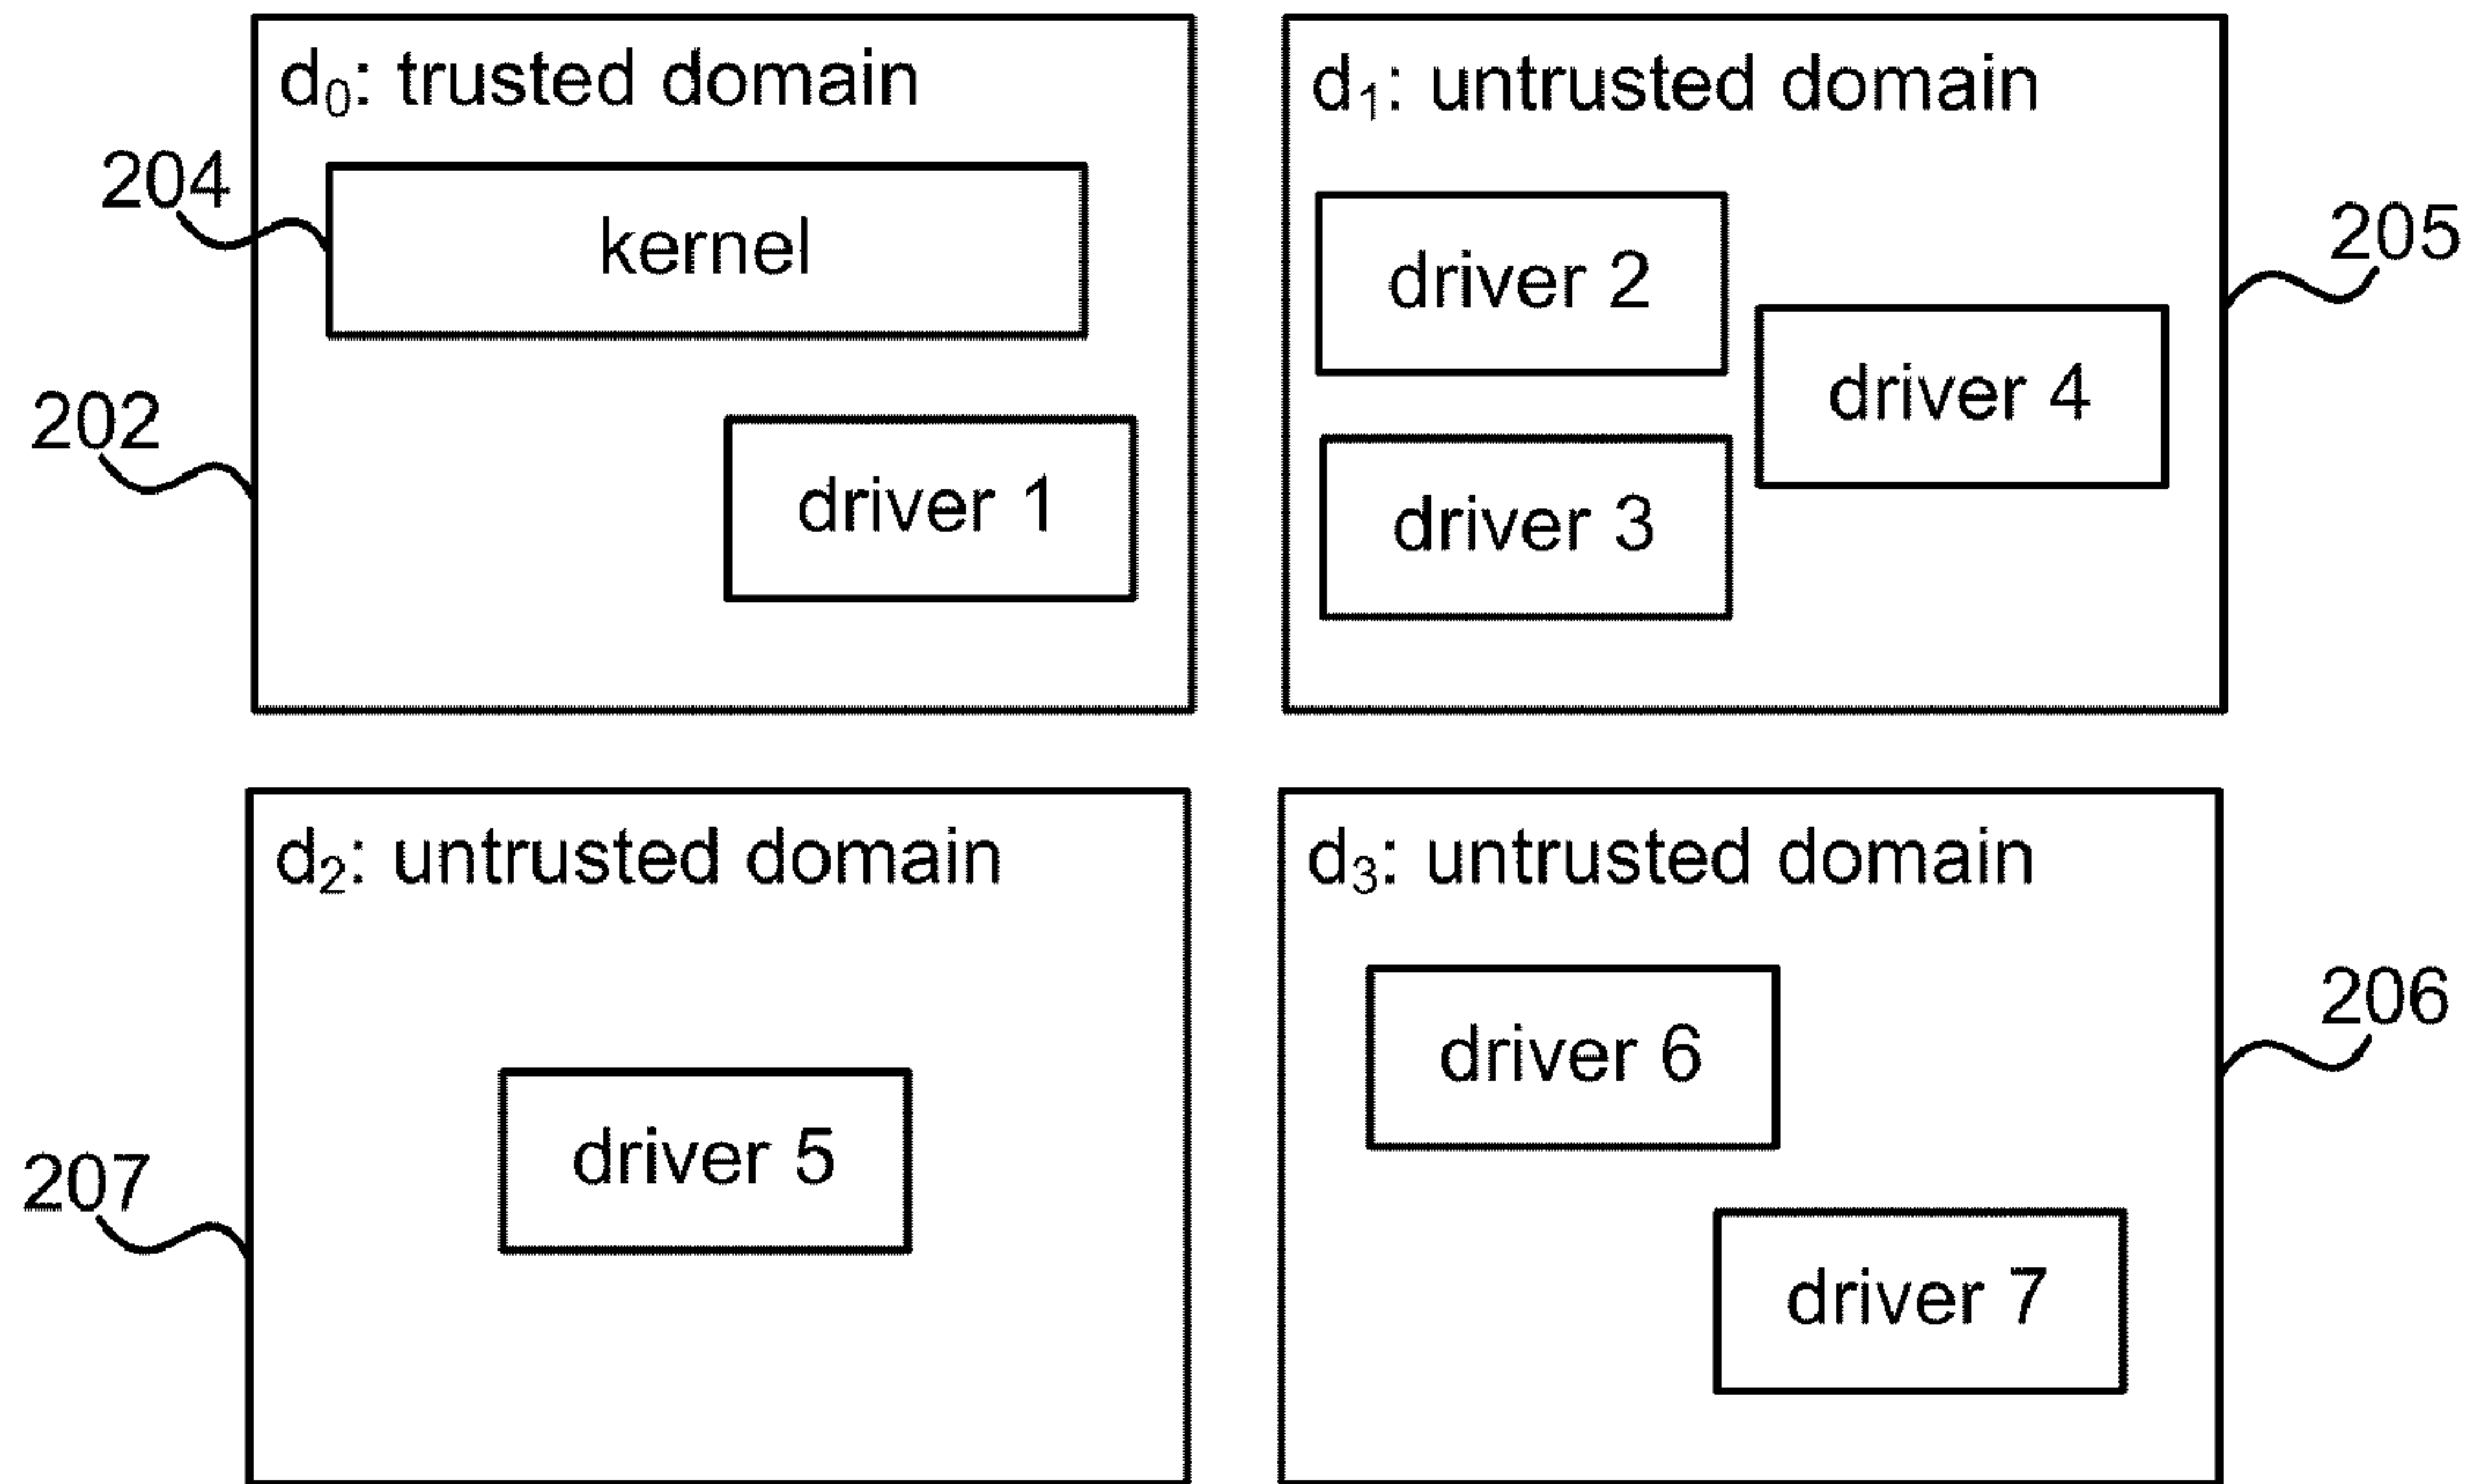 d₀: trusted domain
204
kernel
202
driver 1
d₁: untrusted domain
driver 2
205
driver 4
driver 3
d₂: untrusted domain
driver 5
207
d₃: untrusted domain
206
driver 6
driver 7